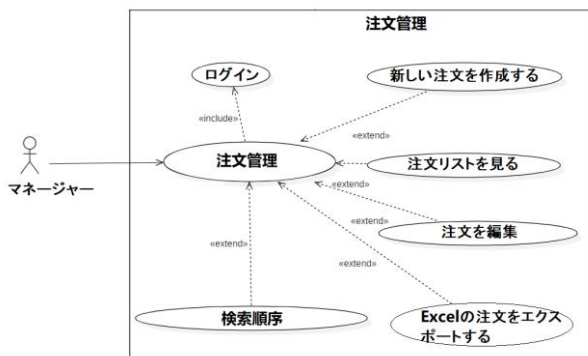 注文管理
ログイン
新しい注文を作成する
«include»
«extend»
注文管理
注文リストを見る
マネージャー
«extend»
«extend»
注文を編集
«extend»
«extend»
検索順序
Excelの注文をエクス
ポートする